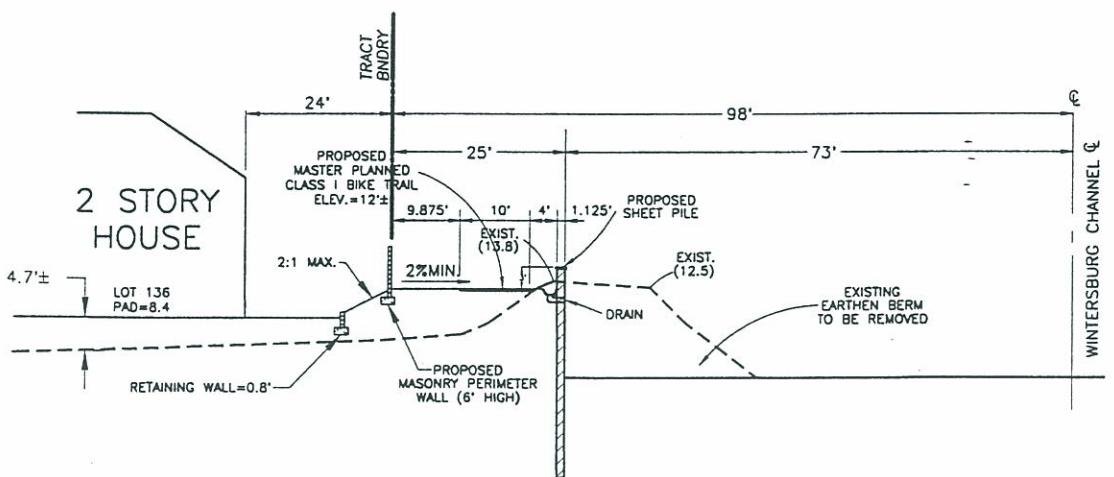 TRACT
BNDRY
24'
98'
25'
73'
PROPOSED
MASTER PLANNED
CLASS I BIKE TRAIL
ELEV.=12'±
9.875'
10'
4'
1.125'
PROPOSED
SHEET PILE
EXIST.
(13.8)
EXIST.
(12.5)
2 STORY
HOUSE
2:1 MAX.
2%MIN.
4.7'±
LOT 136
PAD=8.4
DRAIN
EXISTING
EARTHEN BERM
TO BE REMOVED
RETAINING WALL=0.8'
PROPOSED
MASONRY PERIMETER
WALL (6' HIGH)
WINTERSBURG CHANNEL ℄
℄